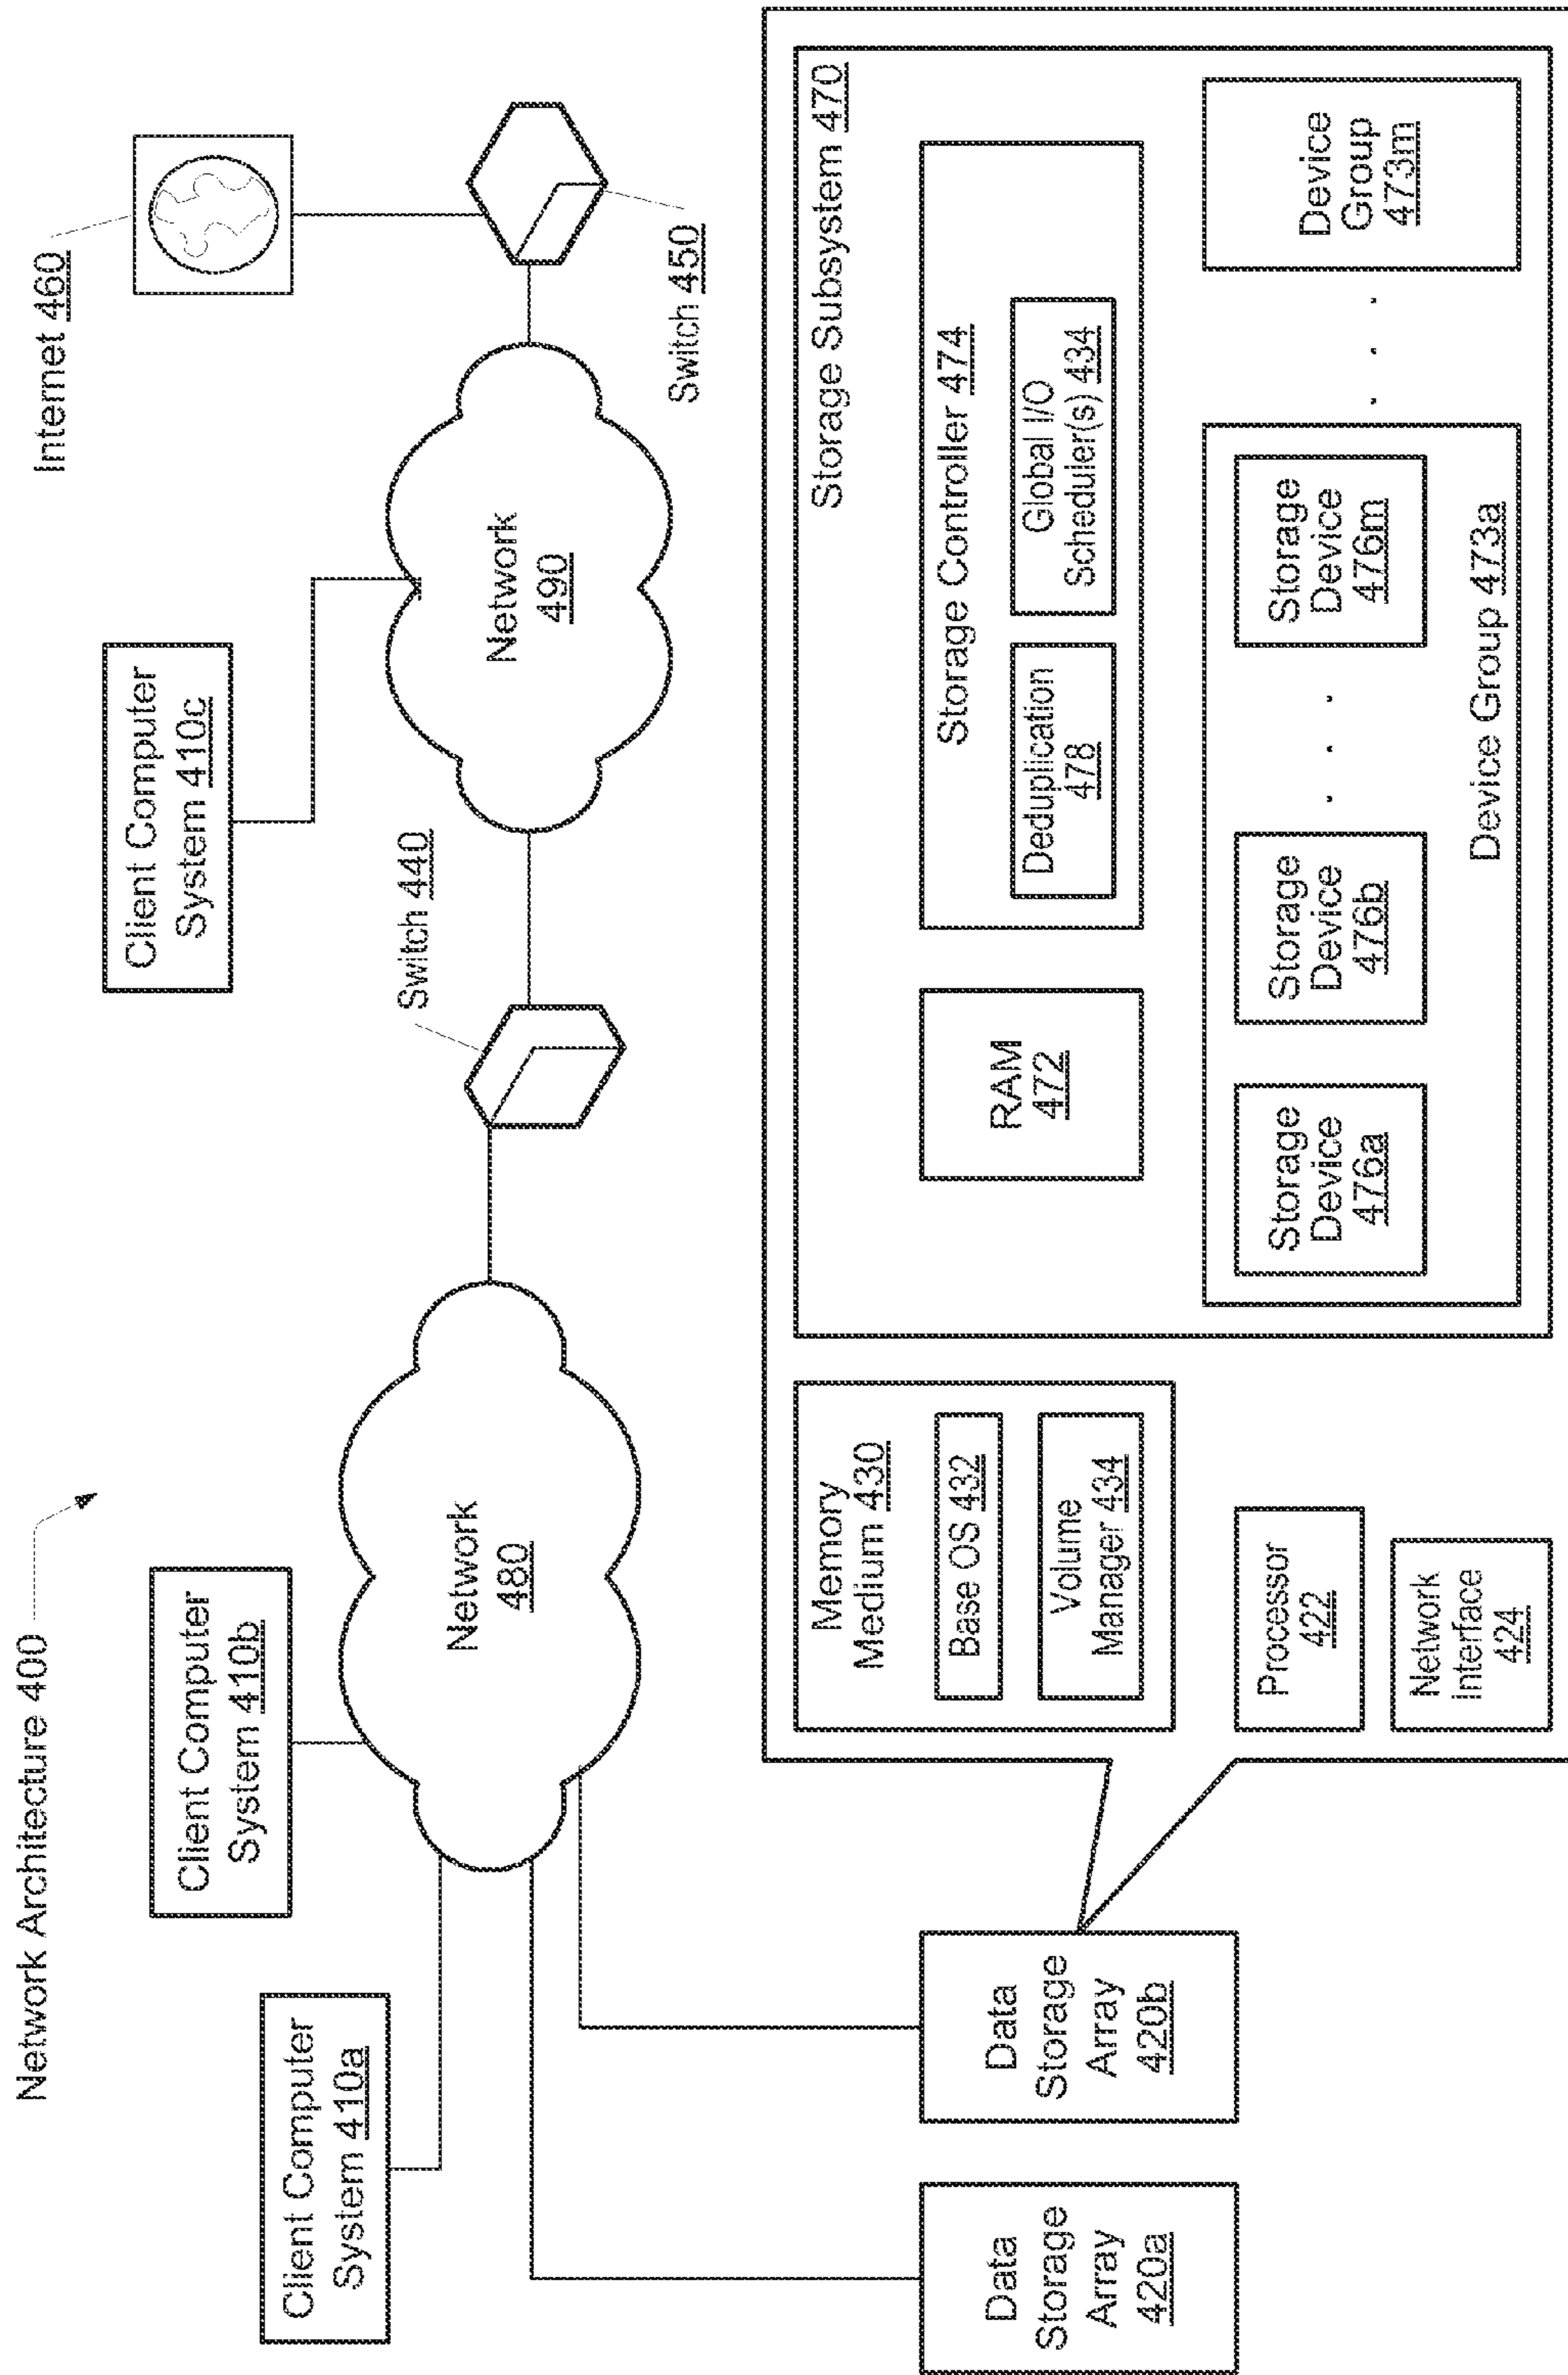 Network Architecture 400
Internet 460
Client Computer
System 410a
Client Computer
System 410b
Client Computer
System 410c
Switch 440
Switch 450
Network
480
Network
490
Data
Storage
Array
420a
Data
Storage
Array
420b
Memory
Medium 430
Base OS 432
Volume
Manager 434
Processor
422
Network
Interface
424
Storage Subsystem 470
RAM
472
Storage Controller 474
Deduplication
478
Global I/O
Scheduler(s) 434
Storage
Device
476a
Storage
Device
476b
. . .
Storage
Device
476m
Device Group 473a
. . .
Device
Group
473m